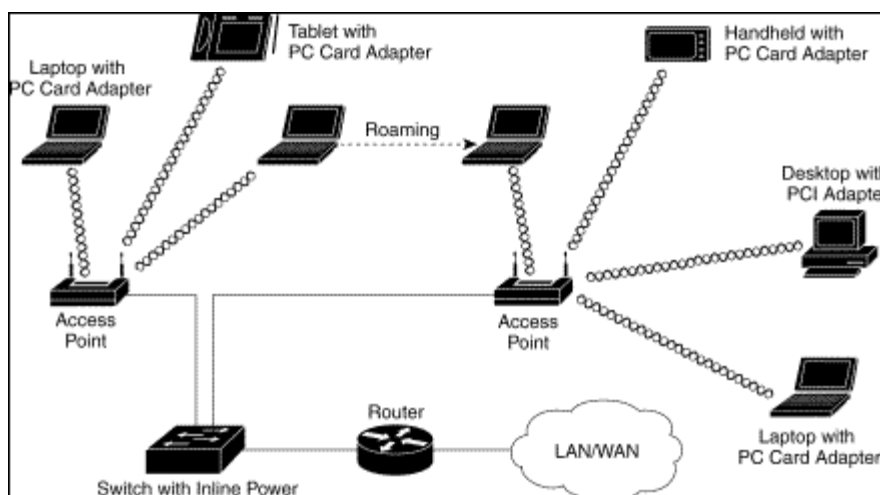 Tablet with
PC Card Adapter
Handheld with
PC Card Adapter
Laptop with
PC Card Adapter
Roaming
Desktop with
PCI Adapte
Access
Point
Access
Point
Router
LAN/WAN
Laptop with
PC Card Adapter
Switch with Inline Power